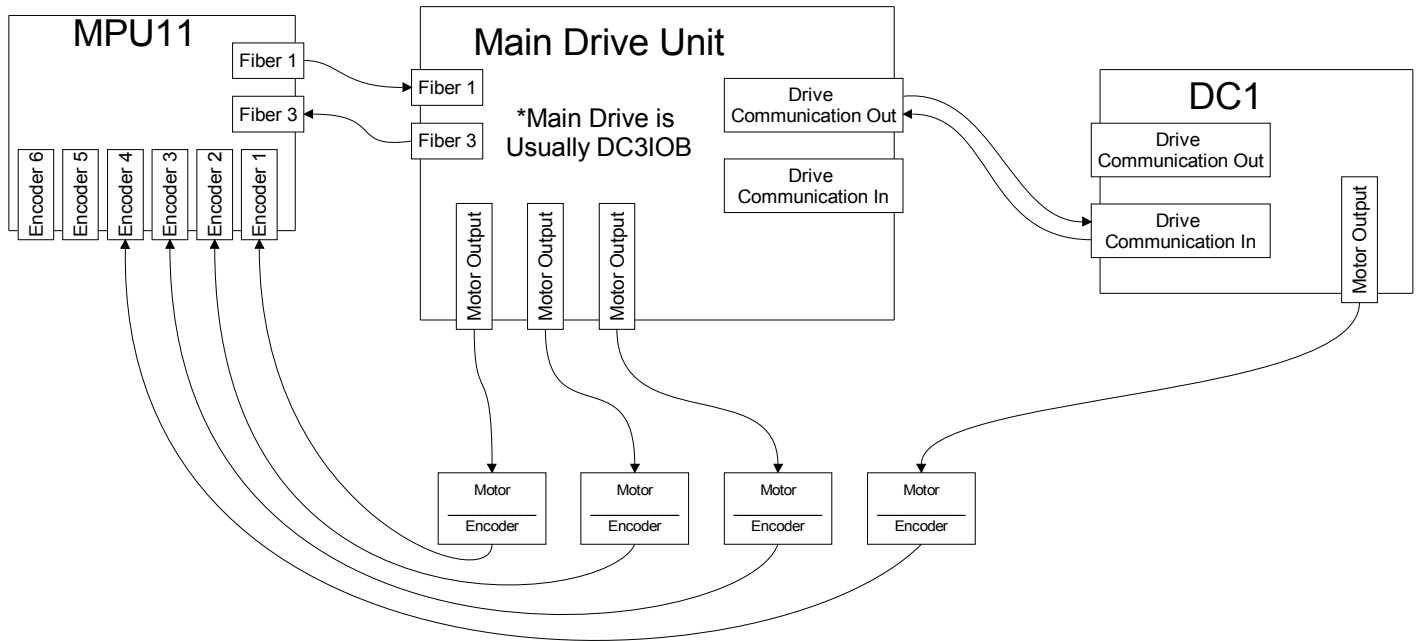 MPU11
Fiber 1
Fiber 3
Encoder 6
Encoder 5
Encoder 4
Encoder 3
Encoder 2
Encoder 1
Main Drive Unit
Fiber 1
Fiber 3
*Main Drive is
Usually DC3IOB
Drive
Communication Out
Drive
Communication In
Motor Output
Motor Output
Motor Output
DC1
Drive
Communication Out
Drive
Communication In
Motor Output
Motor
Encoder
Motor
Encoder
Motor
Encoder
Motor
Encoder